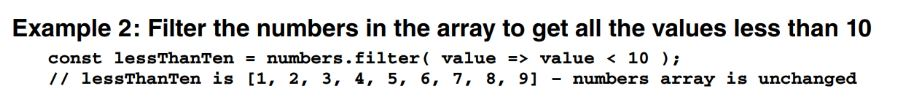 Example 2: Filter the numbers in the array to get all the values less than 10
const lessThanTen = numbers.filter( value => value < 10 );
// lessThanTen is [1, 2, 3, 4, 5, 6, 7, 8, 9] - numbers array is unchanged